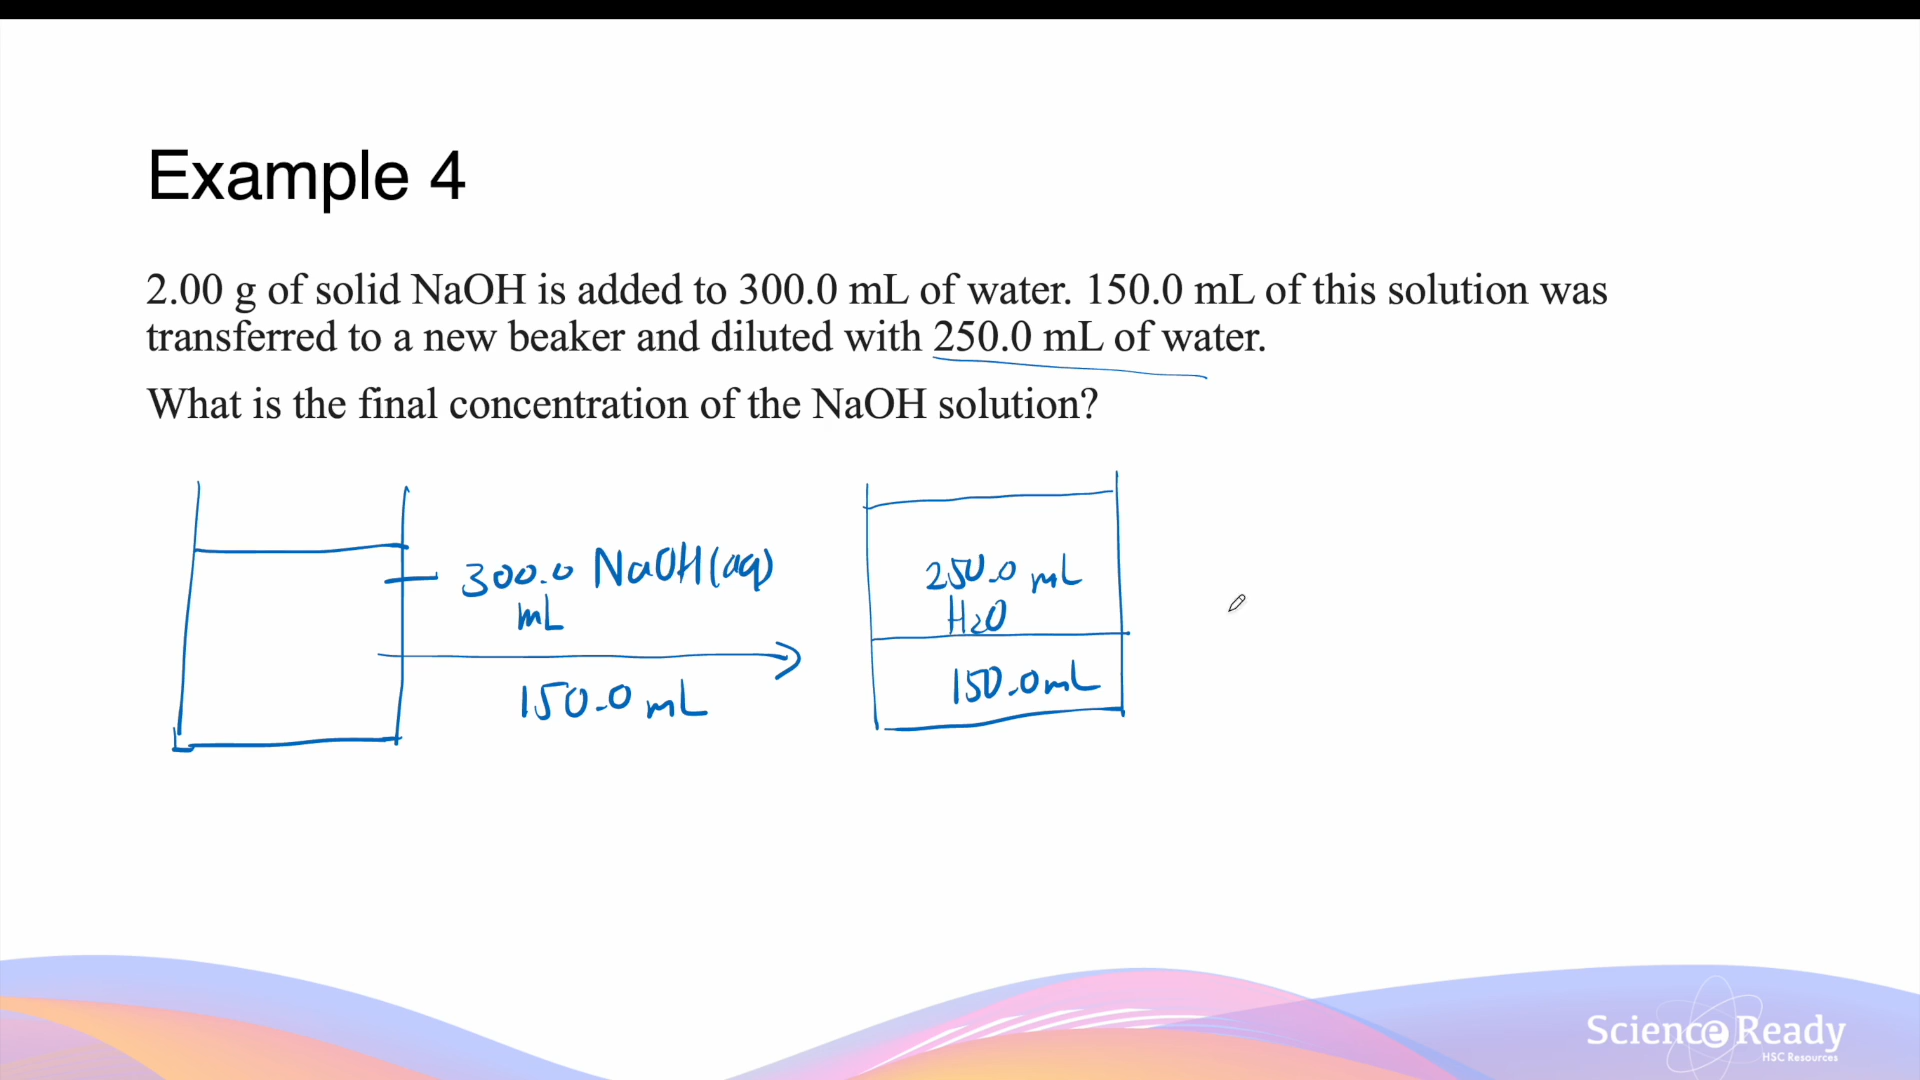 Example 4
2.00 g of solid NaOH is added to 300.0 mL of water. 150.0 mL of this solution was
transferred to a new beaker and diluted with 250.0 mL of water.
What is the final concentration of the NaOH solution?
300.0 NaOH(aq)
mL
150.0 mL
250.0 mL
H2O
150.0mL
Science Ready
HSC Resources